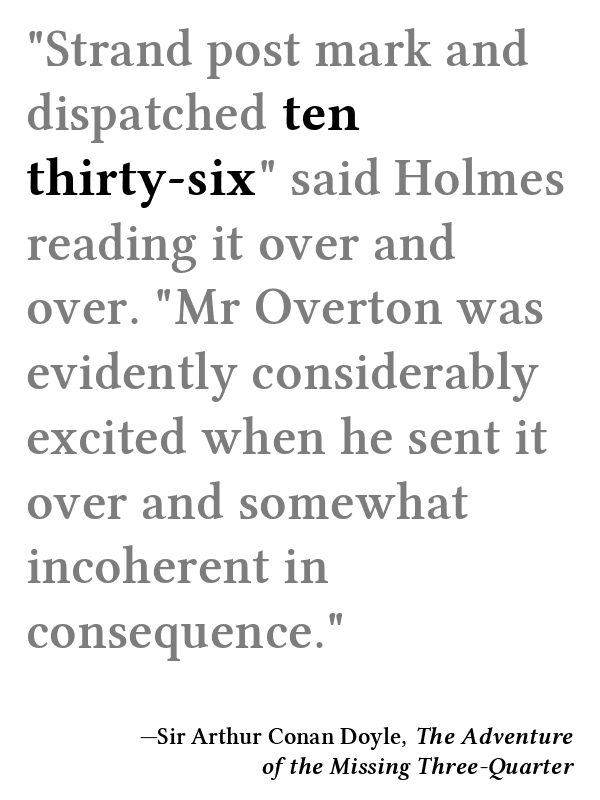 "Strand post mark and
dispatched ten
thirty-six" said Holmes
reading it over and
over. "Mr Overton was
evidently considerably
excited when he sent it
over and somewhat
incoherent in
consequence."
—Sir Arthur Conan Doyle, The Adventure
of the Missing Three-Quarter